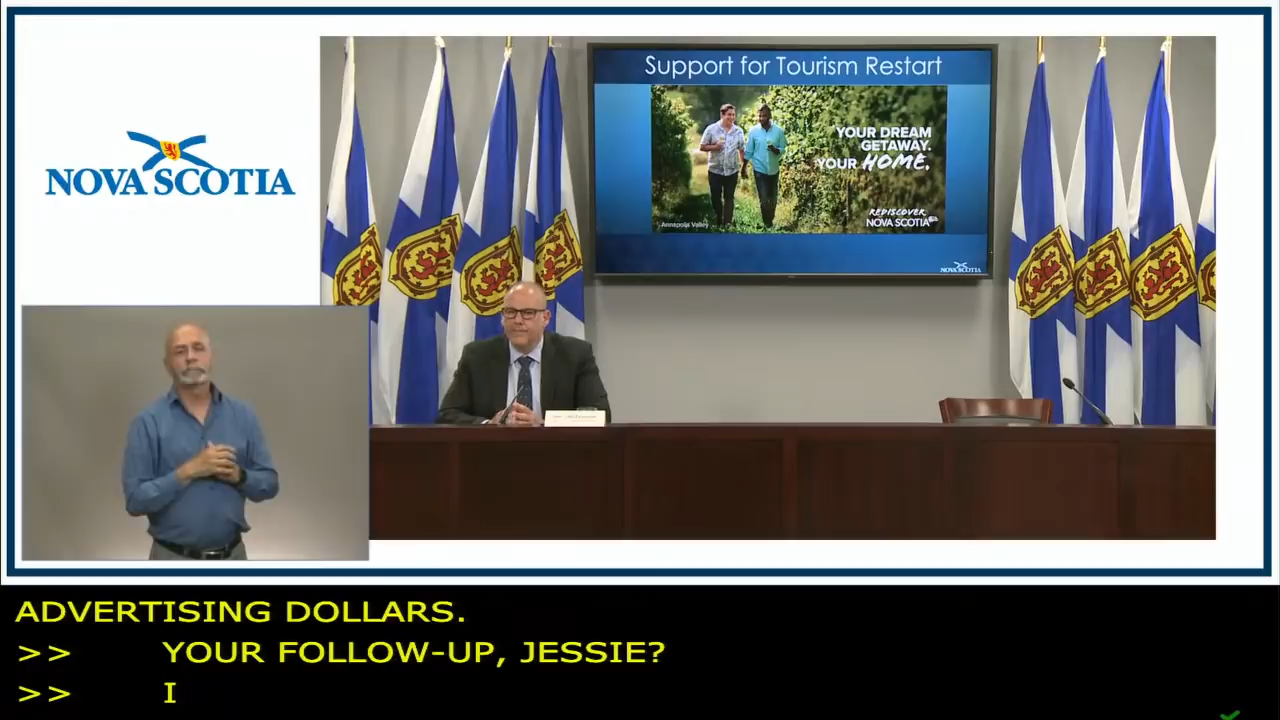 NOVA SCOTIA
Support for Tourism Restart
YOUR DREAM
GETAWAY.
YOUR HOME.
REDISCOVER
NOVA SCOTIA
Annapolis Valley
NOVA SCOTIA
ADVERTISING DOLLARS.
>> YOUR FOLLOW-UP, JESSIE?
>> I